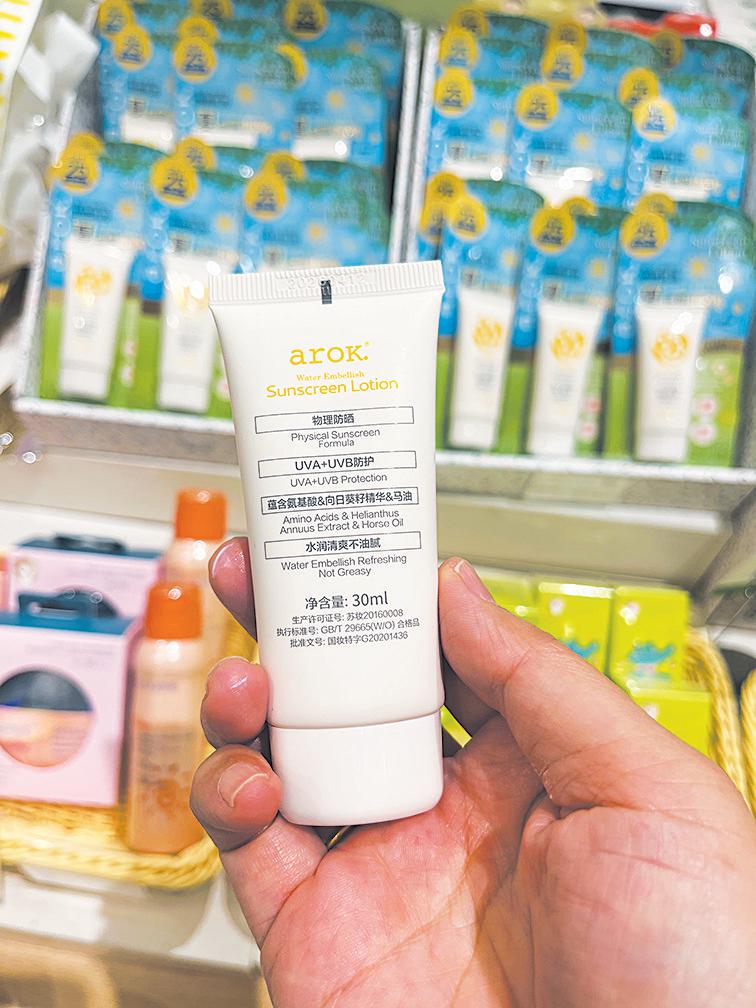 arok®
Water Embellish
Sunscreen Lotion
物理防晒
Physical Sunscreen
Formula
UVA+UVB防护
UVA+UVB Protection
蕴含氨基酸&向日葵籽精华&马油
Amino Acids & Helianthus
Annuus Extract & Horse Oil
水润清爽不油腻
Water Embellish Refreshing
Not Greasy
净含量: 30ml
生产许可证号: 苏妆20160008
执行标准号: GB/T 29665(W/O) 合格品
批准文号: 国妆特字G20201436